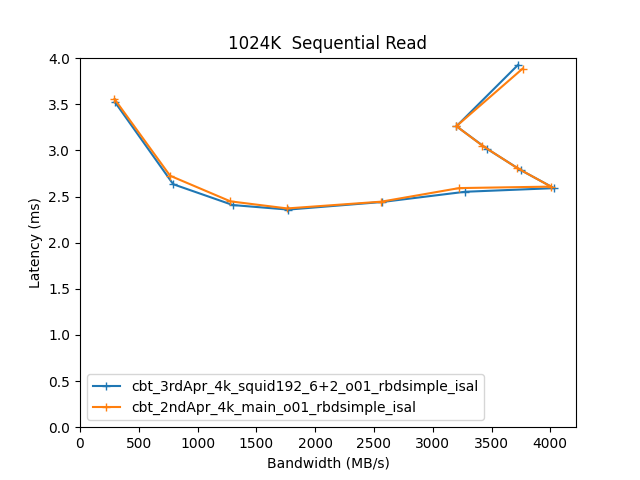 1024K  Sequential Read
4.0
3.5
3.0
2.5
2.0
1.5
1.0
0.5
0.0
Latency (ms)
cbt_3rdApr_4k_squid192_6+2_o01_rbdsimple_isal
cbt_2ndApr_4k_main_o01_rbdsimple_isal
0 500 1000 1500 2000 2500 3000 3500 4000
Bandwidth (MB/s)